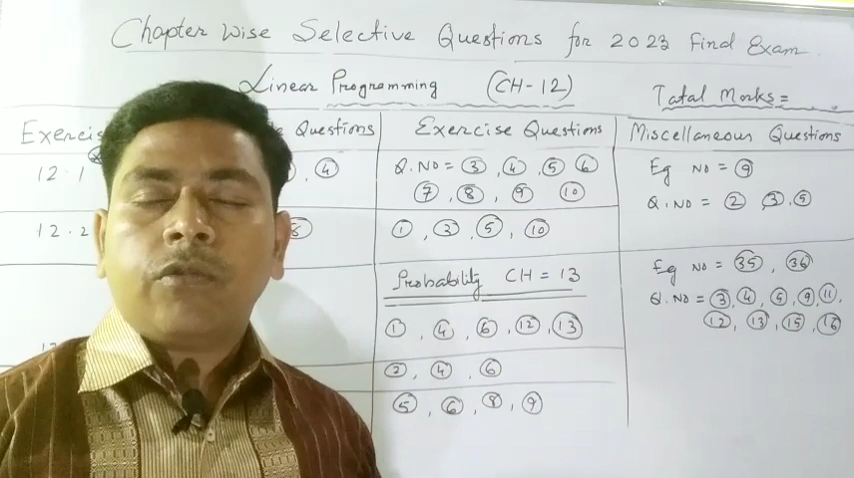 Chapter Wise Selective Questions for 2023 Final Exam.
Linear Programming (CH-12)
Total Marks=
Exercis Questions Exercise Questions Miscellaneous Questions
12.1 ④ Q.NO = ③, ④, ⑤ ⑥ Eg NO = ⑨
⑦, ⑧, ⑨ ⑩
Q.NO = ②, ③, ⑤
12.2 ①, ③, ⑤, ⑩
Probability CH = 13 Eg NO = ㉟, ㊱
①, ④, ⑥, ⑫, ⑬ Q.NO = ③, ④, ⑤, ⑨, ⑪,
⑫, ⑬, ⑮, ⑯
②, ④, ⑥
⑤, ⑥, ⑧, ⑨